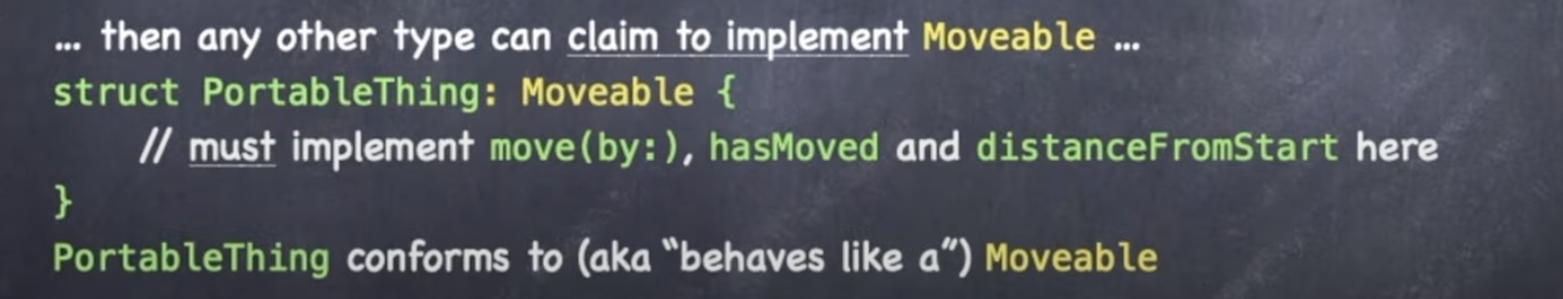 ... then any other type can claim to implement Moveable ...
struct PortableThing: Moveable {
// must implement move(by:), hasMoved and distanceFromStart here
}
PortableThing conforms to (aka “behaves like a”) Moveable